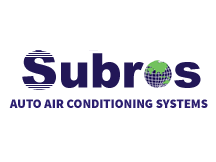 Subros
AUTO AIR CONDITIONING SYSTEMS